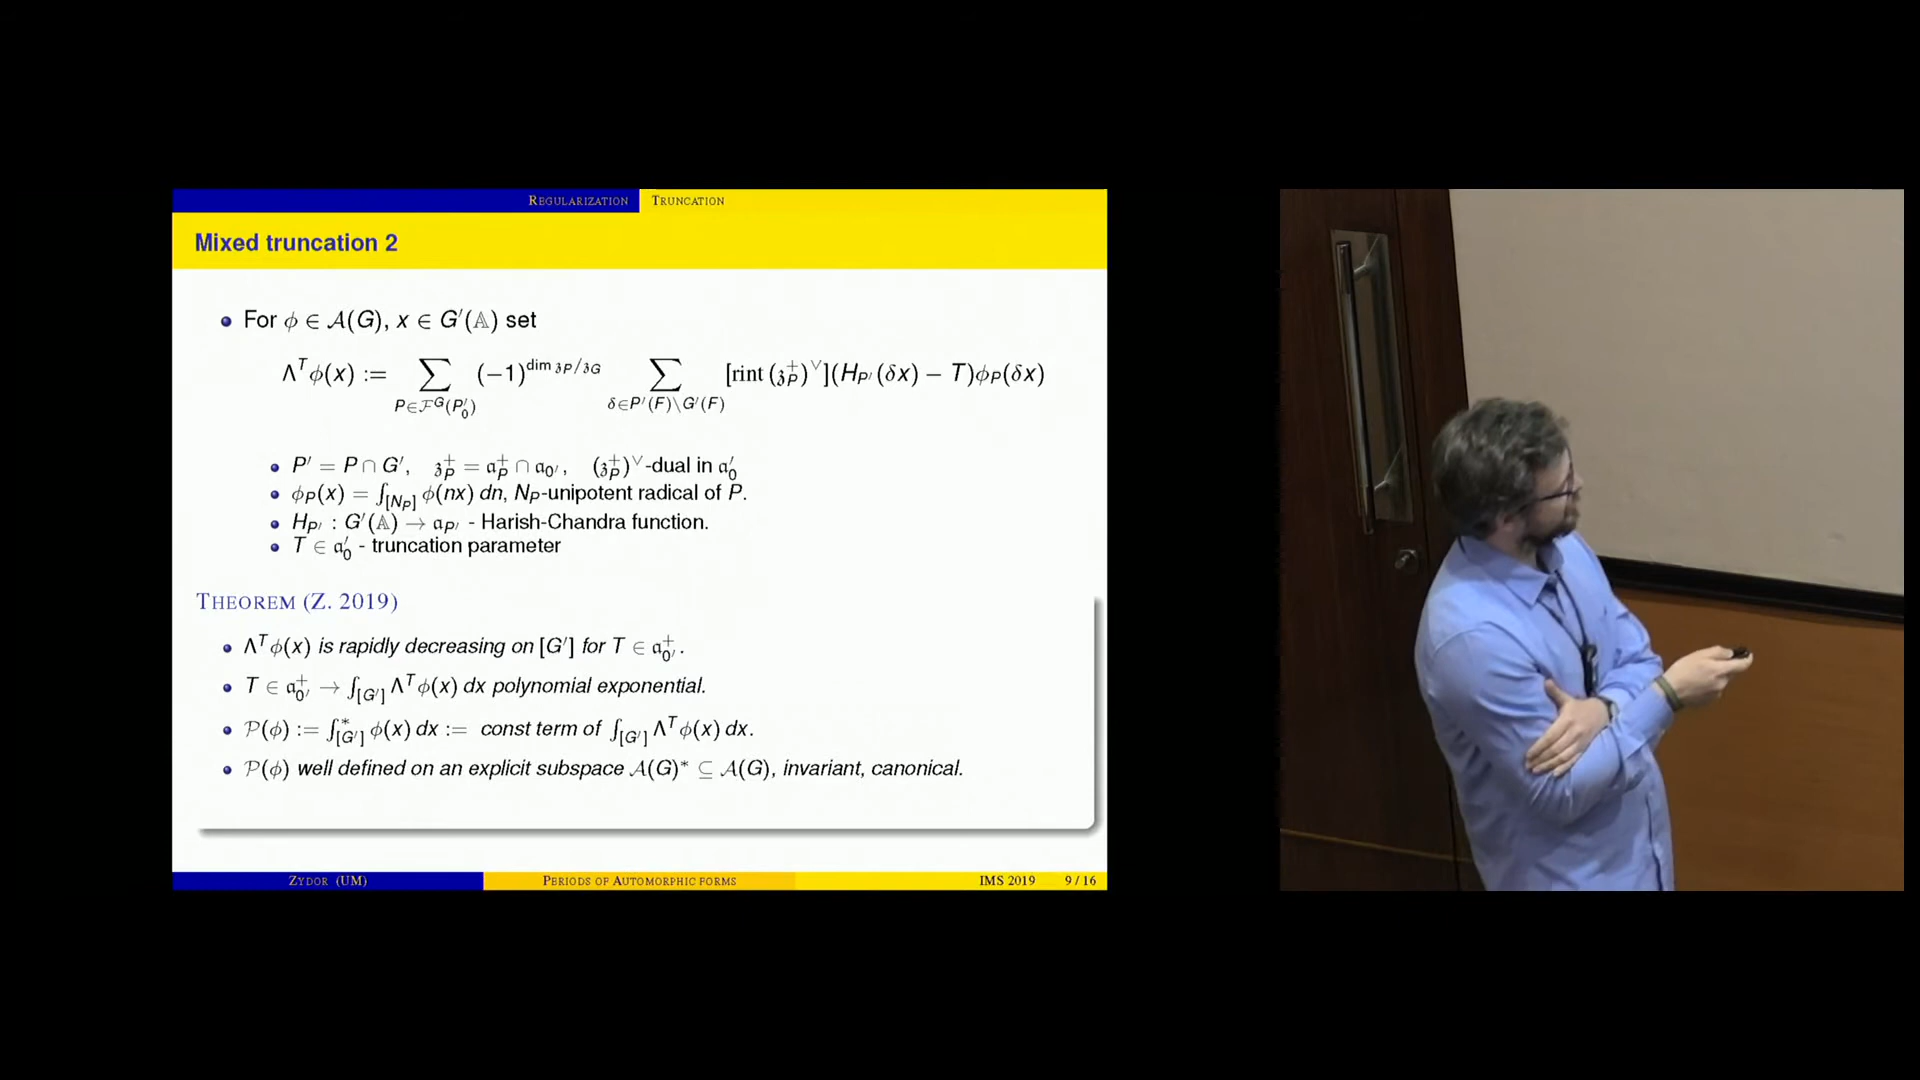 REGULARIZATION TRUNCATION
Mixed truncation 2
For ϕ ∈ 𝒜(G), x ∈ G′(𝔸) set
Λ^T ϕ(x) := ∑_{P∈ℱ^G(P′_0)} (−1)^{dim 𝔷_P/𝔷_G} ∑_{δ∈P′(F)\G′(F)} [rint (𝔷_P^+)^∨](H_{P′}(δx) − T)ϕ_P(δx)
P′ = P ∩ G′, 𝔷_P^+ = 𝔞_P^+ ∩ 𝔞_{0′}, (𝔷_P^+)^∨-dual in 𝔞′_0
ϕ_P(x) = ∫_{[N_P]} ϕ(nx) dn, N_P-unipotent radical of P.
H_{P′} : G′(𝔸) → 𝔞_{P′} - Harish-Chandra function.
T ∈ 𝔞′_0 - truncation parameter
THEOREM (Z. 2019)
Λ^T ϕ(x) is rapidly decreasing on [G′] for T ∈ 𝔞_{0′}^+.
T ∈ 𝔞_{0′}^+ → ∫_{[G′]} Λ^T ϕ(x) dx polynomial exponential.
𝒫(ϕ) := ∫_{[G′]}^* ϕ(x) dx := const term of ∫_{[G′]} Λ^T ϕ(x) dx.
𝒫(ϕ) well defined on an explicit subspace 𝒜(G)^* ⊆ 𝒜(G), invariant, canonical.
ZYDOR (UM) PERIODS OF AUTOMORPHIC FORMS IMS 2019 9 / 16